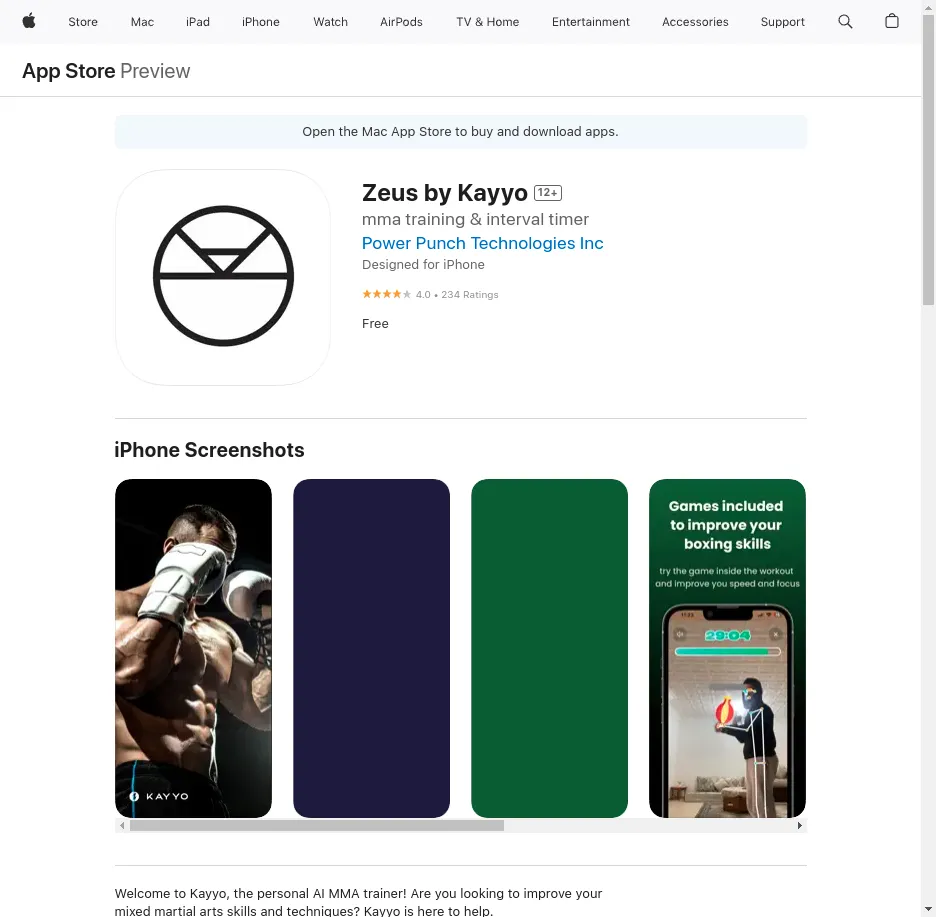 Store
Mac
iPad
iPhone
Watch
AirPods
TV & Home
Entertainment
Accessories
Support
App Store Preview
Open the Mac App Store to buy and download apps.
Zeus by Kayyo 12+
mma training & interval timer
Power Punch Technologies Inc
Designed for iPhone
4.0 • 234 Ratings
Free
iPhone Screenshots
KAYYO
Games included
to improve your
boxing skills
try the game inside the workout
and improve you speed and focus
11:23
29:04
Welcome to Kayyo, the personal AI MMA trainer! Are you looking to improve your
mixed martial arts skills and techniques? Kayyo is here to help.